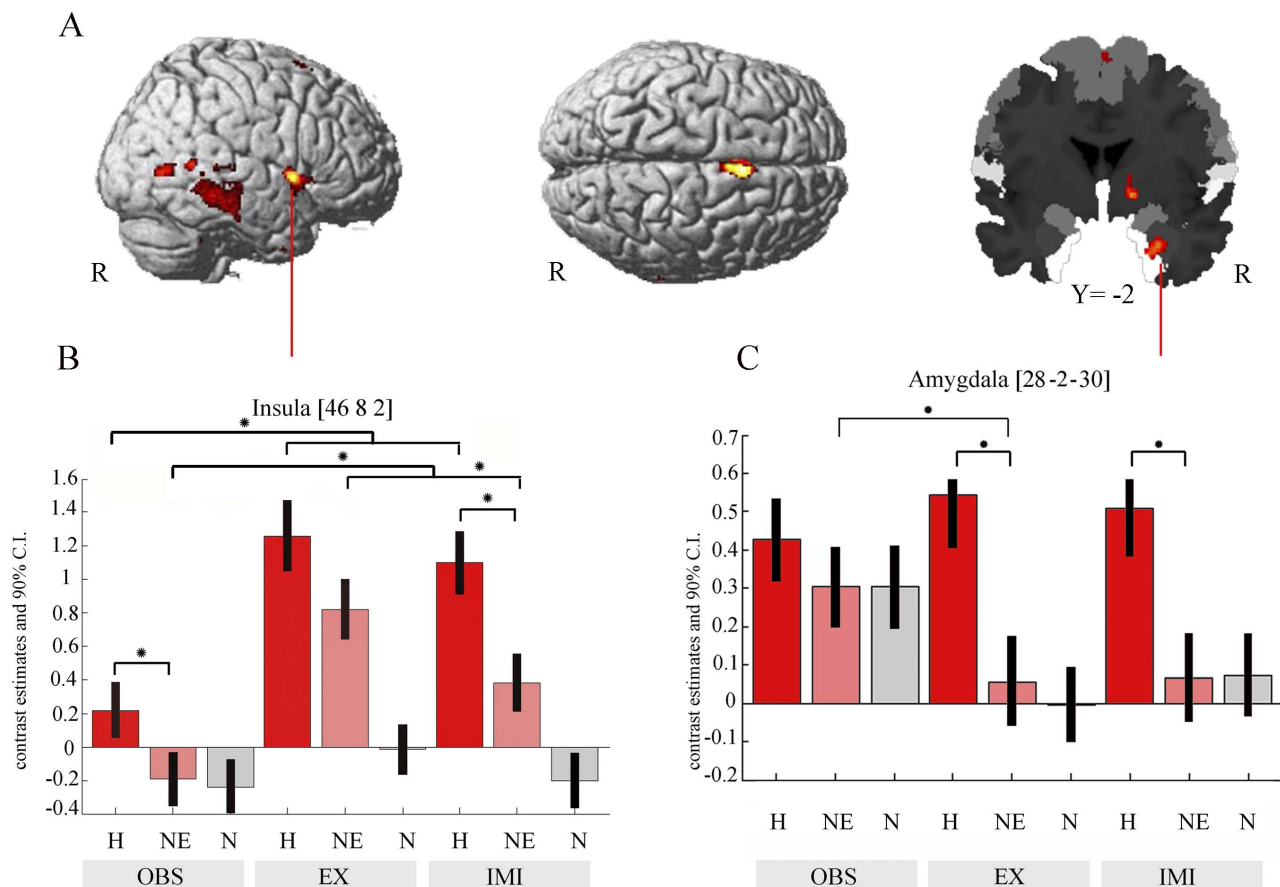 A
R
R
Y= -2
R
B
Insula [46 8 2]
*
*
*
*
*
contrast estimates and 90% C.I.
1.6
1.4
1.2
1
0.8
0.6
0.4
0.2
0
-0.2
-0.4
H NE N H NE N H NE N
OBS EX IMI
C
Amygdala [28-2-30]
*
*
*
contrast estimates and 90% C.I.
0.7
0.6
0.5
0.4
0.3
0.2
0.1
0
-0.1
-0.2
H NE N H NE N H NE N
OBS EX IMI